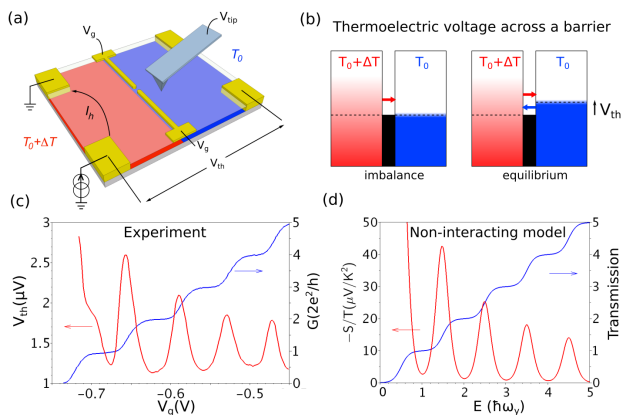 (a)
V_g
V_tip
T_0
I_h
T_0+ΔT
V_g
V_th
(b)
Thermoelectric voltage across a barrier
T_0+ΔT T_0 T_0+ΔT T_0
V_th
imbalance equilibrium
(c)
Experiment
3
2.5
2
1.5
1
V_th(μV)
5
4
3
2
1
0
G(2e²/h)
−0.7 −0.6 −0.5
V_g(V)
(d)
Non-interacting model
50
40
30
20
10
0
−S/T(μV/K²)
5
4
3
2
1
0
Transmission
0 1 2 3 4 5
E (ħω_y)